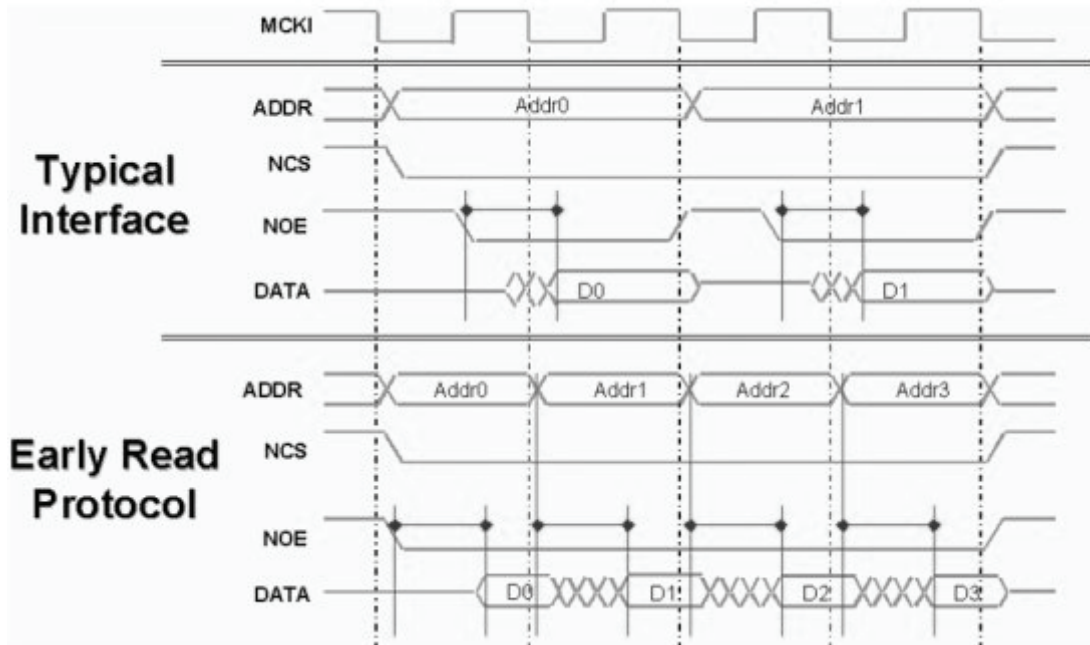 MCKI
ADDR Addr0 Addr1
Typical
Interface
NCS
NOE
DATA D0 D1
ADDR Addr0 Addr1 Addr2 Addr3
Early Read
Protocol
NCS
NOE
DATA D0 D1 D2 D3